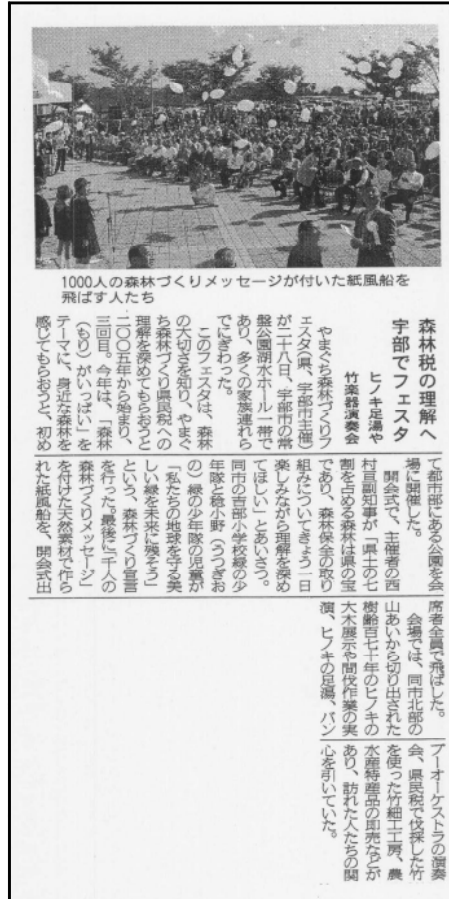 1000人の森林づくりメッセージが付いた紙風船を
飛ばす人たち
森林税の理解へ
宇部でフェスタ
ヒノキ足湯や
竹楽器演奏会
やまぐち森林づくりフ
ェスタ(県、宇部市主催)
が二十八日、宇部市の常
盤公園湖水ホール一帯で
あり、多くの家族連れら
でにぎわった。
このフェスタは、森林
の大切さを知り、やまぐ
ち森林づくり県民税への
理解を深めてもらおうと
二〇〇五年から始まり、
三回目。今年は、「森林
(もり)がいっぱい」を
テーマに、身近な森林を
感じてもらおうと、初め
て都市部にある公園を会
場に開催した。
開会式で、主催者の西
村亘副知事が「県土の七
割を占める森林は県の宝
であり、森林保全の取り
組みについてきょう一日
楽しみながら理解を深め
てほしい」とあいさつ。
同市の吉部小学校緑の少
年隊と桧小野(うつぎお
の)緑の少年隊の児童が
「私たちの地球を守る美
しい緑を未来に残そう」
という、森林づくり宣言
を行った。最後に「千人の
森林づくりメッセージ」
を付けた天然素材で作ら
れた紙風船を、開会式出
席者全員で飛ばした。
会場では、同市北部の
山あいから切り出された
樹齢百七十年のヒノキの
大木展示や間伐作業の実
演、ヒノキの足湯、バン
ブーオーケストラの演奏
会、県民税で伐採した竹
を使った竹細工工房、農
水産特産品の即売などが
あり、訪れた人たちの関
心を引いていた。